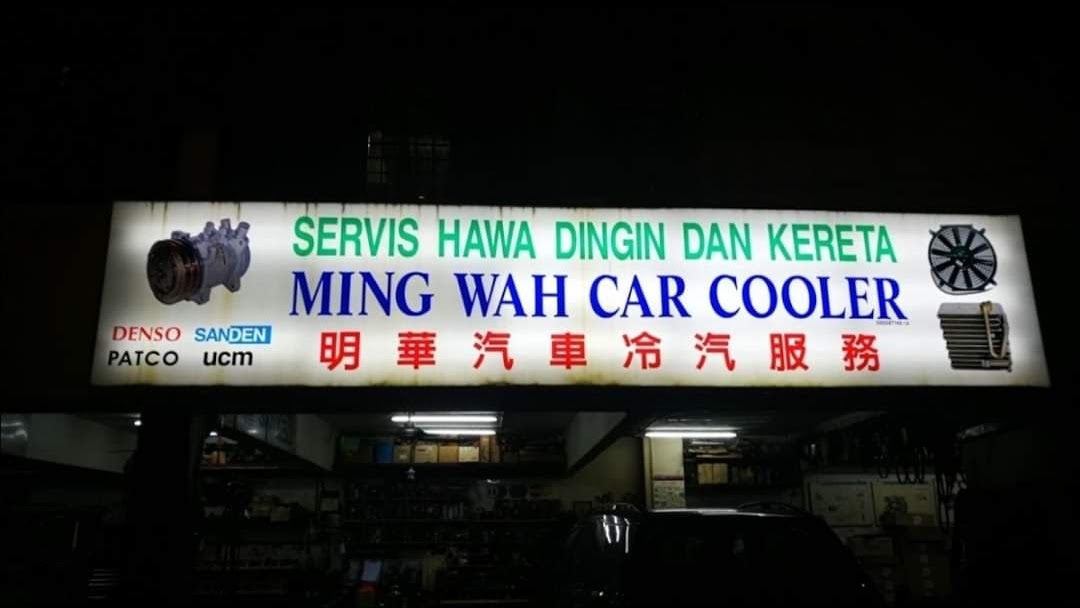 SERVIS HAWA DINGIN DAN KERETA
MING WAH CAR COOLER
明華汽車冷汽服務
DENSO SANDEN
PATCO ucm